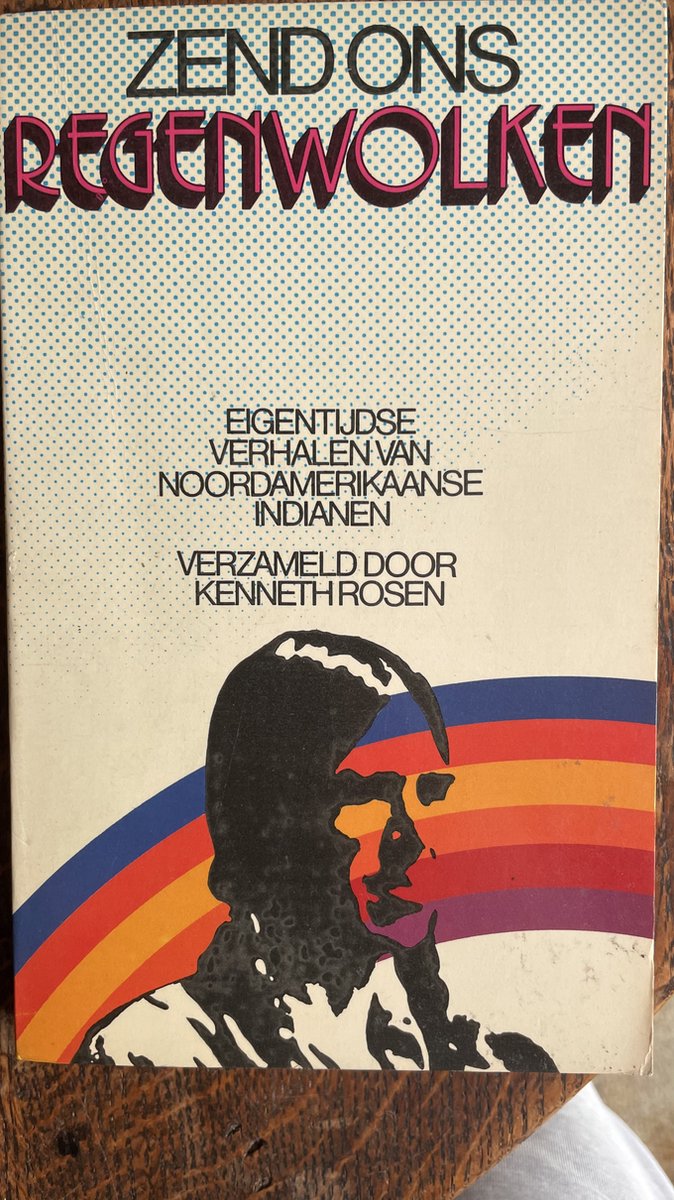 ZEND ONS
REGENWOLKEN
EIGENTIJDSE
VERHALEN VAN
NOORDAMERIKAANSE
INDIANEN
VERZAMELD DOOR
KENNETH ROSEN